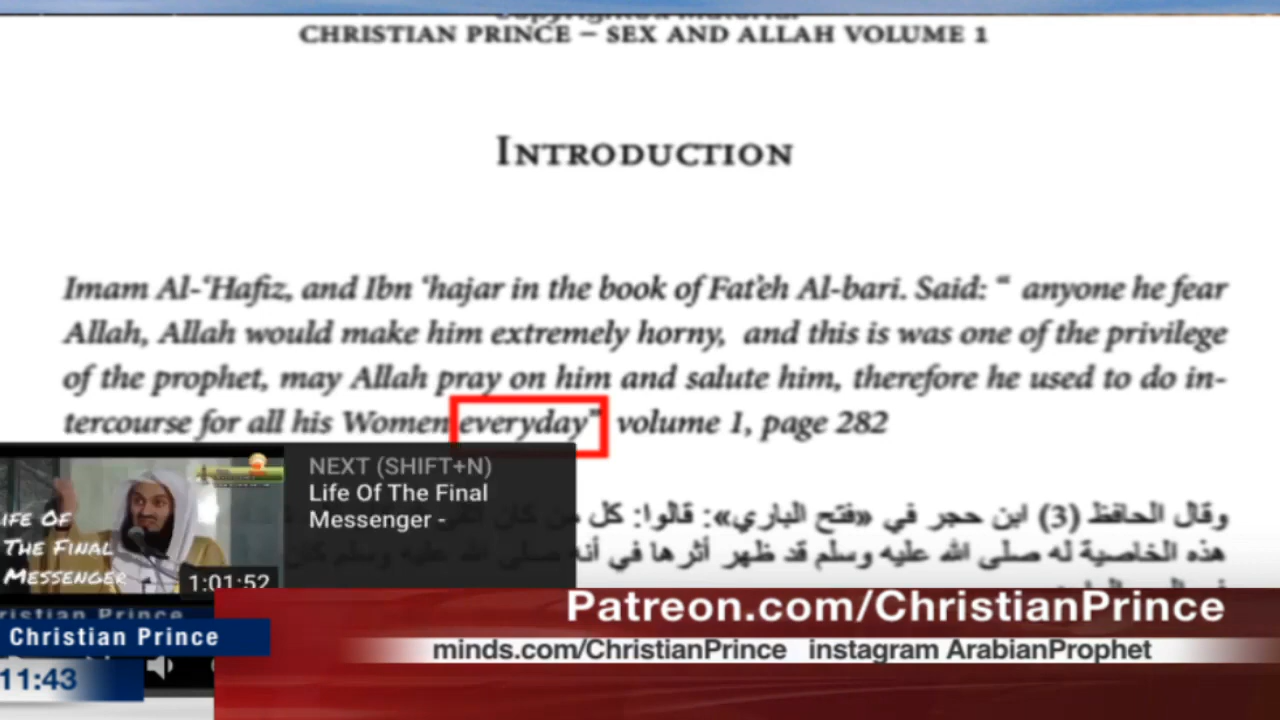 CHRISTIAN PRINCE – SEX AND ALLAH VOLUME 1
INTRODUCTION
Imam Al-‘Hafiz, and Ibn ‘hajar in the book of Fat’eh Al-bari. Said: “ anyone he fear
Allah, Allah would make him extremely horny, and this is was one of the privilege
of the prophet, may Allah pray on him and salute him, therefore he used to do in-
tercourse for all his Women everyday” volume 1, page 282
وقال الحافظ (3) ابن حجر في «فتح الباري»: قالوا: كل من كان
هذه الخاصية له صلى الله عليه وسلم قد ظهر أثرها في أنه صلى الله عليه وسلم كان
NEXT (SHIFT+N)
Life Of The Final
Messenger -
IFE OF
THE FINAL
MESSENGER
1:01:52
Patreon.com/ChristianPrince
ristian Prince
Christian Prince
minds.com/ChristianPrince instagram ArabianProphet
11:43